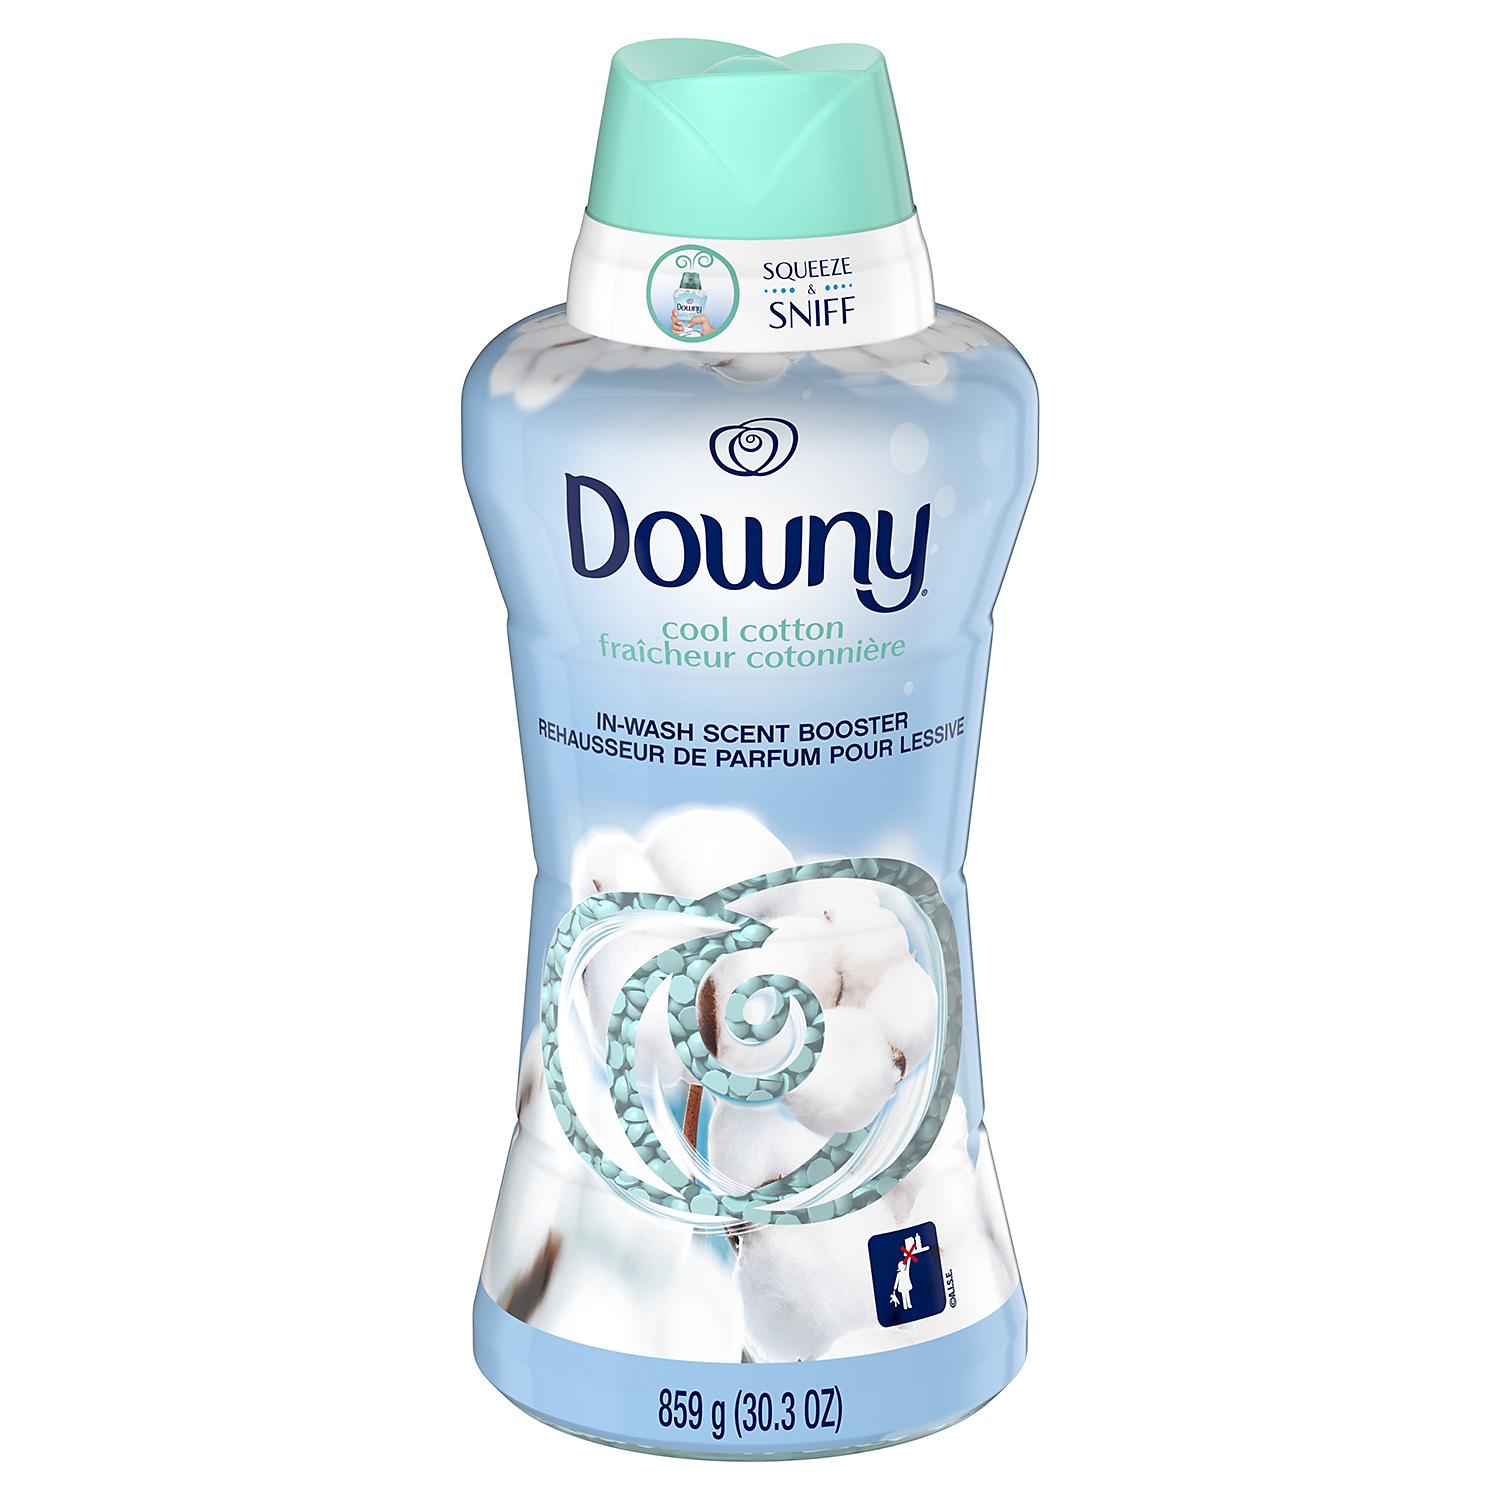 SQUEEZE
&
SNIFF
Downy
Downy®
cool cotton
fraîcheur cotonnière
IN-WASH SCENT BOOSTER
REHAUSSEUR DE PARFUM POUR LESSIVE
©A.I.S.E.
859 g (30.3 OZ)